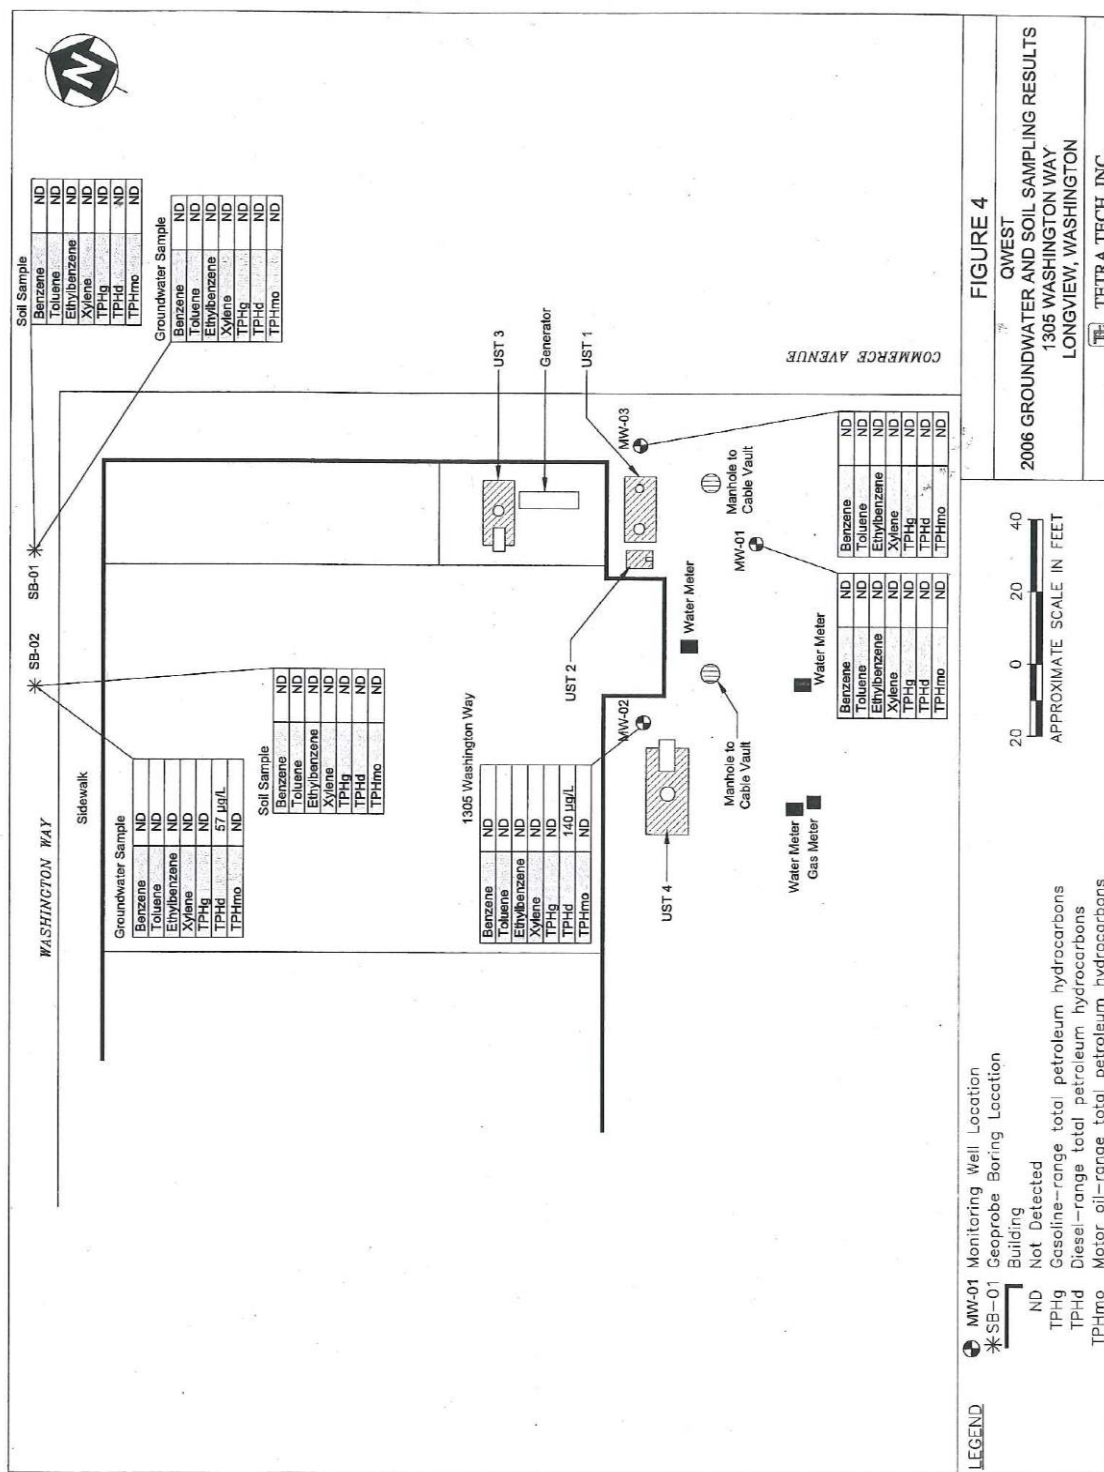 WASHINGTON WAY
Sidewalk
SB-02
SB-01
Groundwater Sample
Benzene ND
Toluene ND
Ethylbenzene ND
Xylene ND
TPHg ND
TPHd 57 µg/L
TPHmo ND
Soil Sample
Benzene ND
Toluene ND
Ethylbenzene ND
Xylene ND
TPHg ND
TPHd ND
TPHmo ND
Soil Sample
Benzene ND
Toluene ND
Ethylbenzene ND
Xylene ND
TPHg ND
TPHd ND
TPHmo ND
Groundwater Sample
Benzene ND
Toluene ND
Ethylbenzene ND
Xylene ND
TPHg ND
TPHd ND
TPHmo ND
N
1305 Washington Way
Benzene ND
Toluene ND
Ethylbenzene ND
Xylene ND
TPHg ND
TPHd 140 µg/L
TPHmo ND
MW-02
UST 4
UST 2
UST 3
Generator
UST 1
MW-03
Water Meter
Manhole to
Cable Vault
Manhole to
Cable Vault
MW-01
Water Meter
Gas Meter
Water Meter
COMMERCE AVENUE
Benzene ND
Toluene ND
Ethylbenzene ND
Xylene ND
TPHg ND
TPHd ND
TPHmo ND
Benzene ND
Toluene ND
Ethylbenzene ND
Xylene ND
TPHg ND
TPHd ND
TPHmo ND
LEGEND
MW-01 Monitoring Well Location
SB-01 Geoprobe Boring Location
Building
ND Not Detected
TPHg Gasoline-range total petroleum hydrocarbons
TPHd Diesel-range total petroleum hydrocarbons
TPHmo Motor oil-range total petroleum hydrocarbons
20 0 20 40
APPROXIMATE SCALE IN FEET
FIGURE 4
QWEST
2006 GROUNDWATER AND SOIL SAMPLING RESULTS
1305 WASHINGTON WAY
LONGVIEW, WASHINGTON
TETRA TECH, INC.